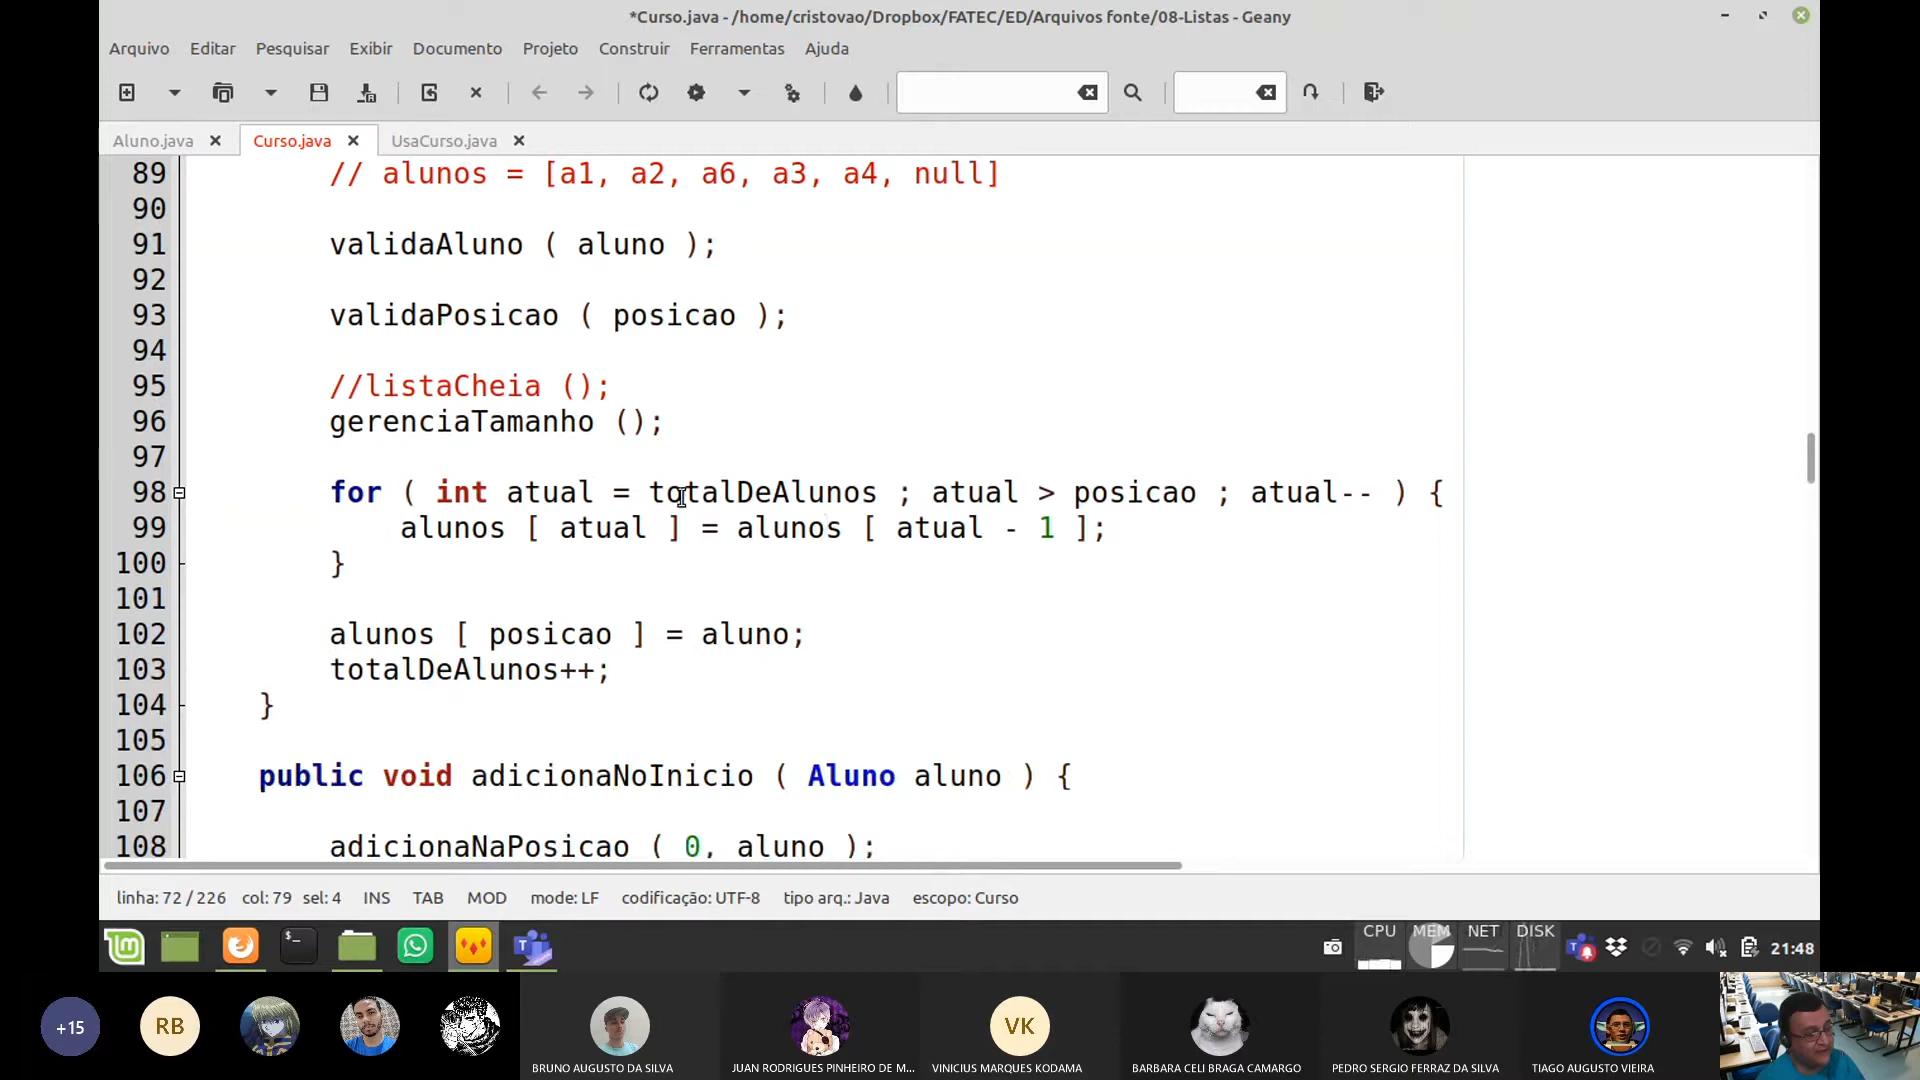 *Curso.java - /home/cristovao/Dropbox/FATEC/ED/Arquivos fonte/08-Listas - Geany
Arquivo Editar Pesquisar Exibir Documento Projeto Construir Ferramentas Ajuda
Aluno.java Curso.java UsaCurso.java
89 // alunos = [a1, a2, a6, a3, a4, null]
90
91 validaAluno ( aluno );
92
93 validaPosicao ( posicao );
94
95 //listaCheia ();
96 gerenciaTamanho ();
97
98 for ( int atual = totalDeAlunos ; atual > posicao ; atual-- ) {
99 alunos [ atual ] = alunos [ atual - 1 ];
100 }
101
102 alunos [ posicao ] = aluno;
103 totalDeAlunos++;
104 }
105
106 public void adicionaNoInicio ( Aluno aluno ) {
107
108 adicionaNaPosicao ( 0, aluno );
linha: 72 / 226 col: 79 sel: 4 INS TAB MOD mode: LF codificação: UTF-8 tipo arq.: Java escopo: Curso
CPU MEM NET DISK 21:48
+15 RB VK
BRUNO AUGUSTO DA SILVA JUAN RODRIGUES PINHEIRO DE M... VINICIUS MARQUES KODAMA BARBARA CELI BRAGA CAMARGO PEDRO SERGIO FERRAZ DA SILVA TIAGO AUGUSTO VIEIRA